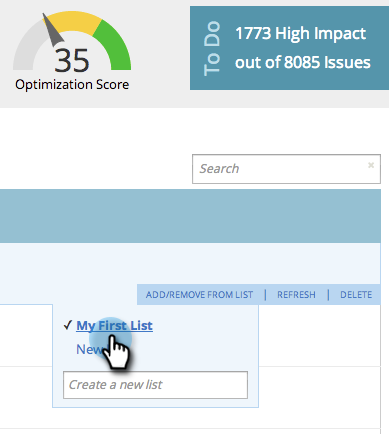 35
Optimization Score
To Do
1773 High Impact
out of 8085 Issues
Search
ADD/REMOVE FROM LIST | REFRESH | DELETE
✓ My First List
New
Create a new list